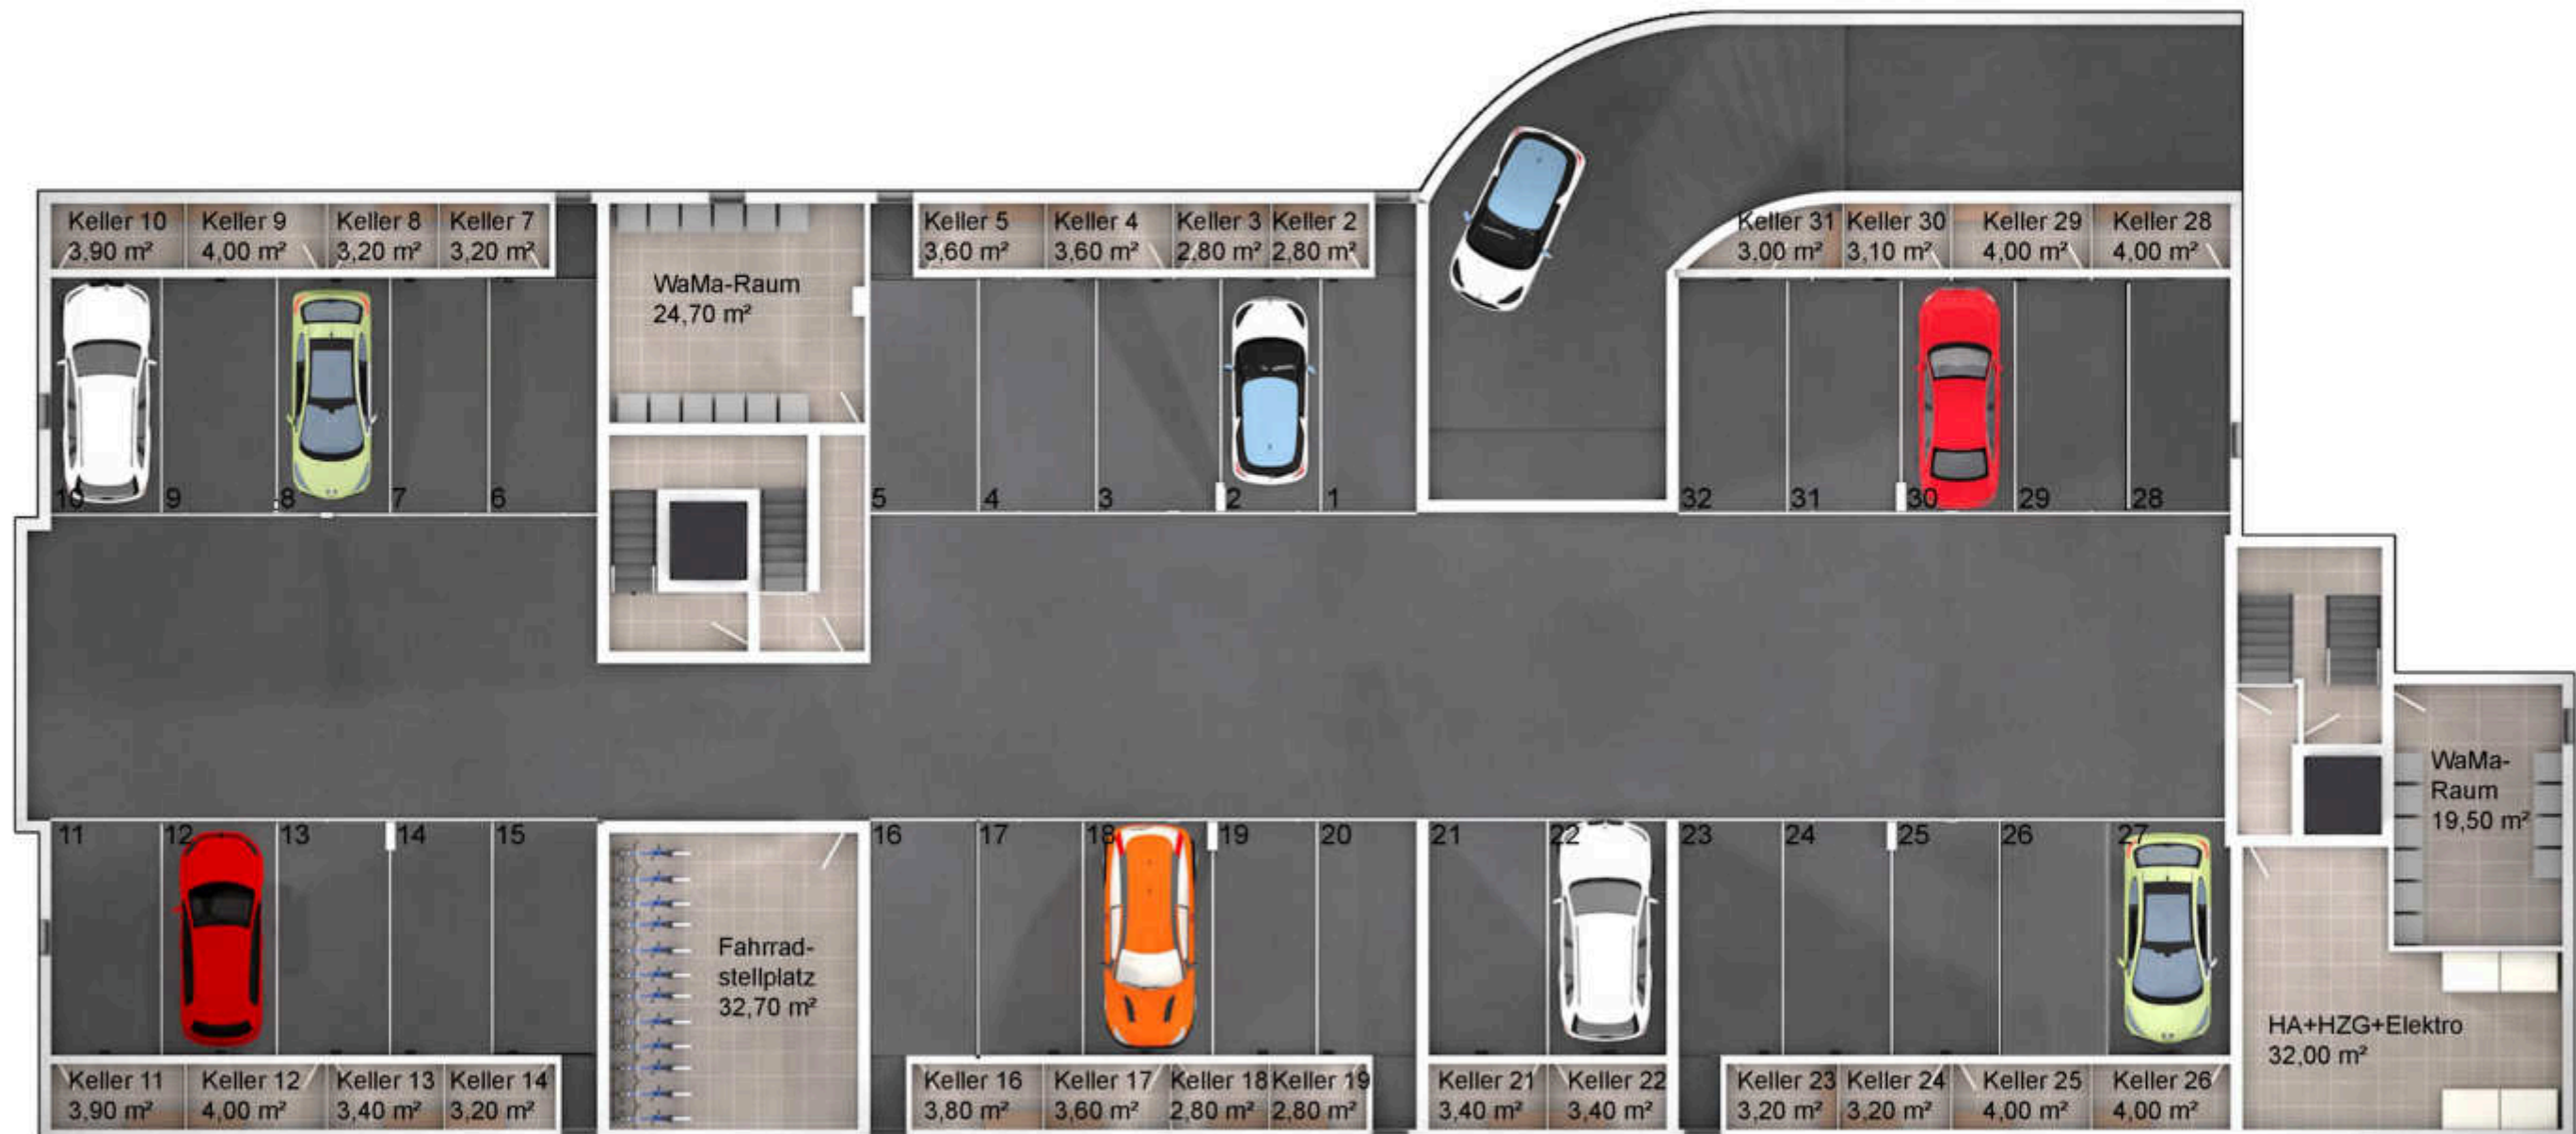 Keller 10
3,90 m²
Keller 9
4,00 m²
Keller 8
3,20 m²
Keller 7
3,20 m²
WaMa-Raum
24,70 m²
Keller 5
3,60 m²
Keller 4
3,60 m²
Keller 3
2,80 m²
Keller 2
2,80 m²
Keller 31
3,00 m²
Keller 30
3,10 m²
Keller 29
4,00 m²
Keller 28
4,00 m²
10
9
8
7
6
5
4
3
2
1
32
31
30
29
28
WaMa-
Raum
19,50 m²
11
12
13
14
15
16
17
18
19
20
21
22
23
24
25
26
27
Fahrrad-
stellplatz
32,70 m²
HA+HZG+Elektro
32,00 m²
Keller 11
3,90 m²
Keller 12
4,00 m²
Keller 13
3,40 m²
Keller 14
3,20 m²
Keller 16
3,80 m²
Keller 17
3,60 m²
Keller 18
2,80 m²
Keller 19
2,80 m²
Keller 21
3,40 m²
Keller 22
3,40 m²
Keller 23
3,20 m²
Keller 24
3,20 m²
Keller 25
4,00 m²
Keller 26
4,00 m²